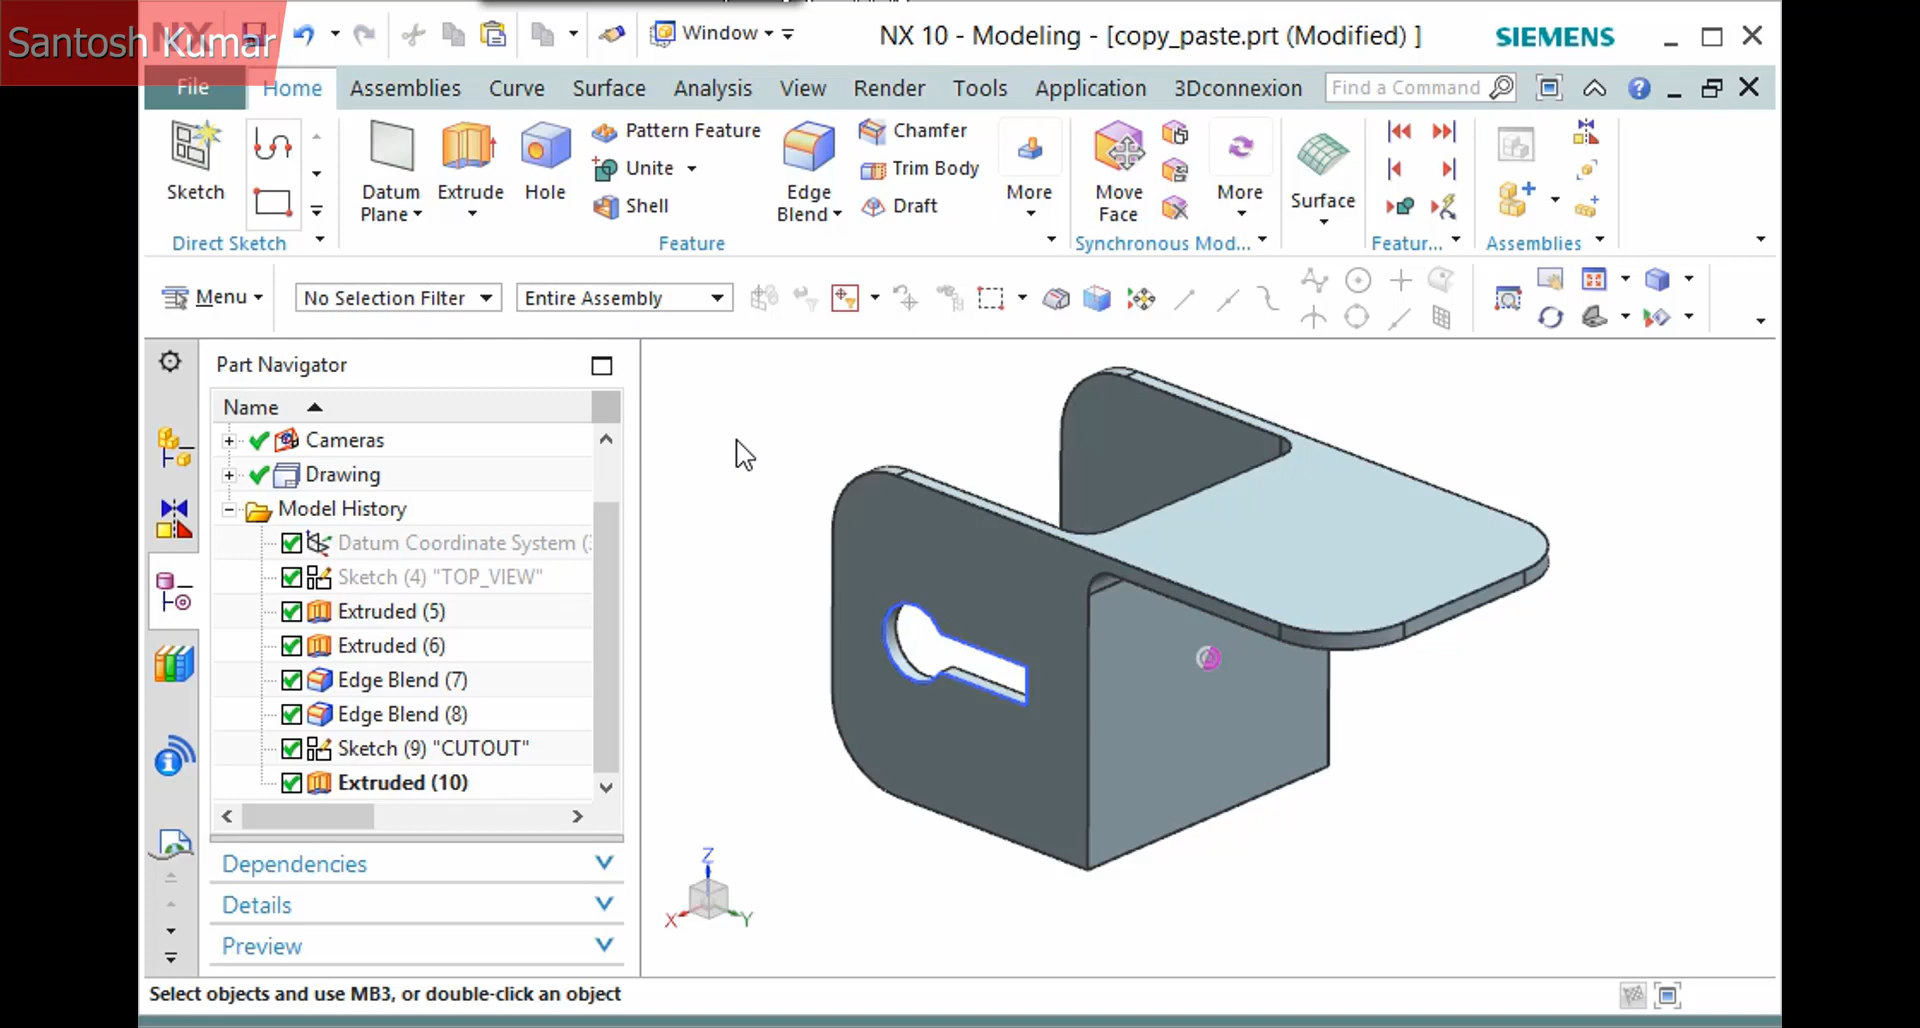 Santosh Kumar
NX
Window
NX 10 - Modeling - [copy_paste.prt (Modified) ]
SIEMENS
File
Home
Assemblies
Curve
Surface
Analysis
View
Render
Tools
Application
3Dconnexion
Find a Command
Sketch
Direct Sketch
Datum
Plane
Extrude
Hole
Pattern Feature
Unite
Shell
Edge
Blend
Chamfer
Trim Body
Draft
More
Feature
Move
Face
More
Synchronous Mod...
Surface
Featur...
Assemblies
Menu
No Selection Filter
Entire Assembly
Part Navigator
Name
Cameras
Drawing
Model History
Datum Coordinate System (
Sketch (4) "TOP_VIEW"
Extruded (5)
Extruded (6)
Edge Blend (7)
Edge Blend (8)
Sketch (9) "CUTOUT"
Extruded (10)
Dependencies
Details
Preview
Z
X
Y
Select objects and use MB3, or double-click an object